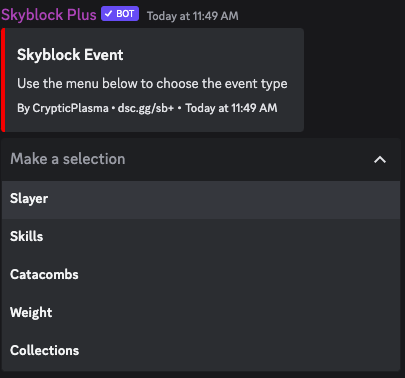 Skyblock Plus ✓ BOT Today at 11:49 AM
Skyblock Event
Use the menu below to choose the event type
By CrypticPlasma • dsc.gg/sb+ • Today at 11:49 AM
Make a selection
Slayer
Skills
Catacombs
Weight
Collections